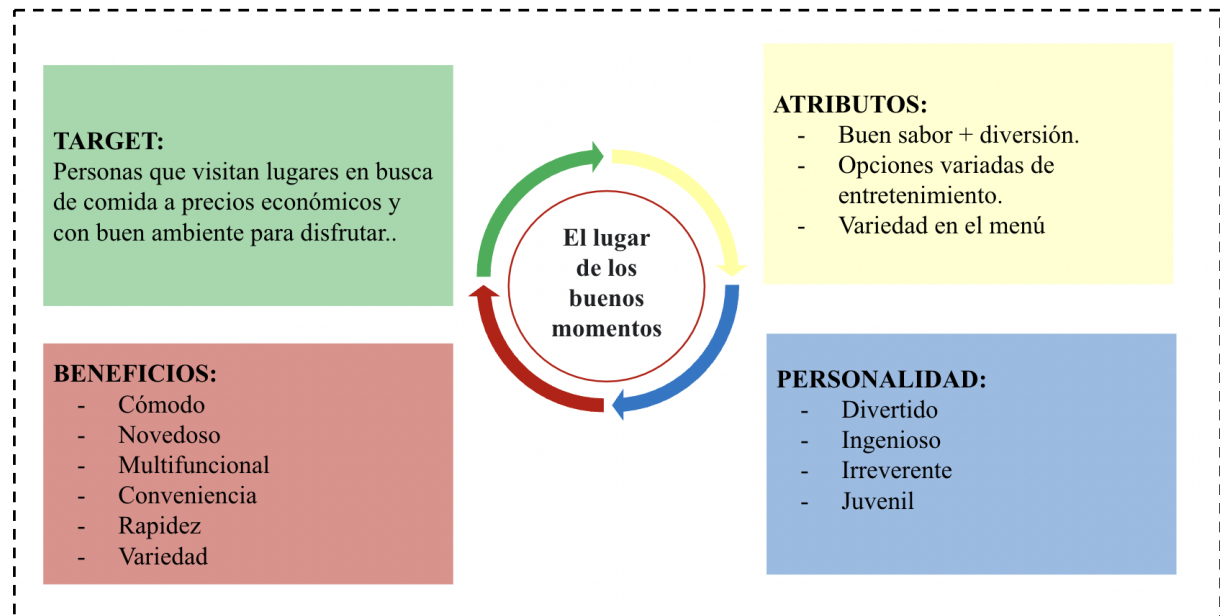 TARGET:
Personas que visitan lugares en busca
de comida a precios económicos y
con buen ambiente para disfrutar..
ATRIBUTOS:
- Buen sabor + diversión.
- Opciones variadas de
entretenimiento.
- Variedad en el menú
El lugar
de los
buenos
momentos
BENEFICIOS:
- Cómodo
- Novedoso
- Multifuncional
- Conveniencia
- Rapidez
- Variedad
PERSONALIDAD:
- Divertido
- Ingenioso
- Irreverente
- Juvenil